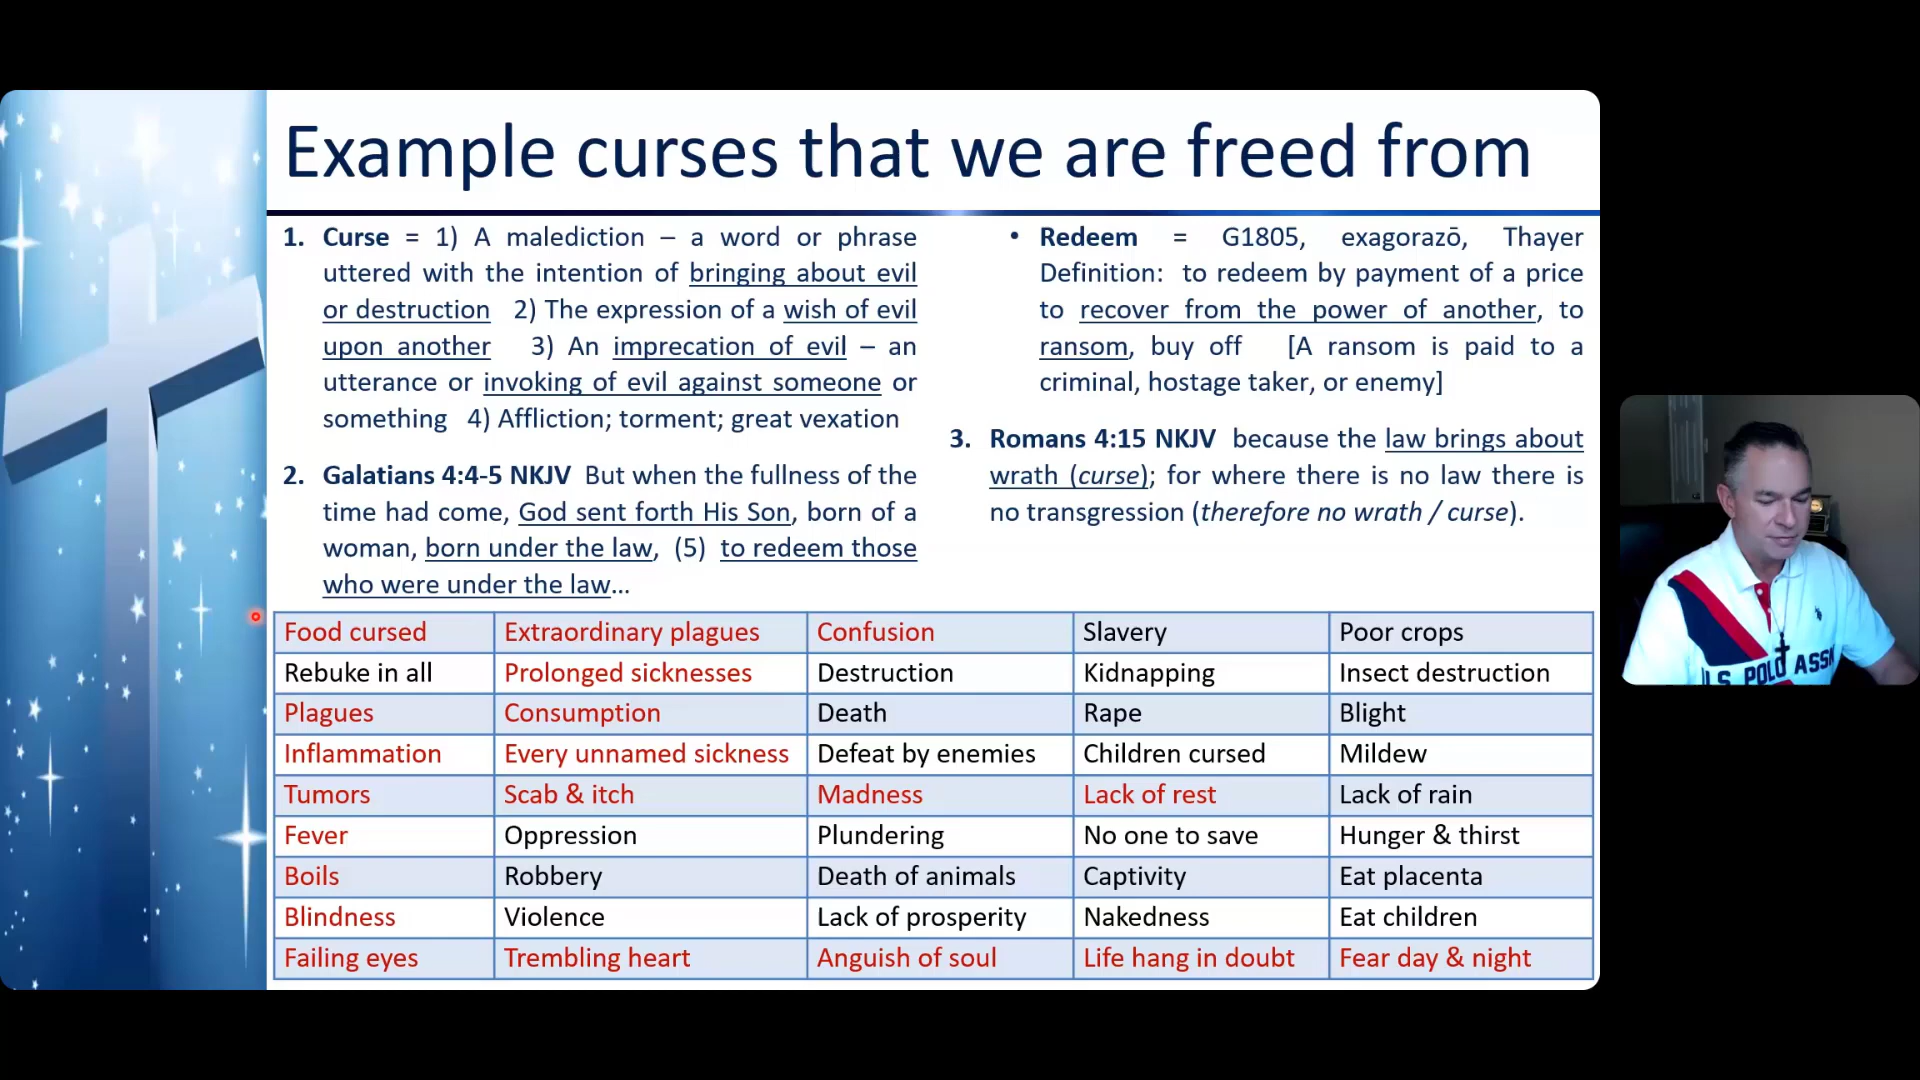 Example curses that we are freed from
1. Curse = 1) A malediction – a word or phrase
uttered with the intention of bringing about evil
or destruction 2) The expression of a wish of evil
upon another 3) An imprecation of evil – an
utterance or invoking of evil against someone or
something 4) Affliction; torment; great vexation
2. Galatians 4:4-5 NKJV But when the fullness of the
time had come, God sent forth His Son, born of a
woman, born under the law, (5) to redeem those
who were under the law…
• Redeem = G1805, exagorazō, Thayer
Definition: to redeem by payment of a price
to recover from the power of another, to
ransom, buy off [A ransom is paid to a
criminal, hostage taker, or enemy]
3. Romans 4:15 NKJV because the law brings about
wrath (curse); for where there is no law there is
no transgression (therefore no wrath / curse).
Food cursed Extraordinary plagues Confusion Slavery Poor crops
Rebuke in all Prolonged sicknesses Destruction Kidnapping Insect destruction
Plagues Consumption Death Rape Blight
Inflammation Every unnamed sickness Defeat by enemies Children cursed Mildew
Tumors Scab & itch Madness Lack of rest Lack of rain
Fever Oppression Plundering No one to save Hunger & thirst
Boils Robbery Death of animals Captivity Eat placenta
Blindness Violence Lack of prosperity Nakedness Eat children
Failing eyes Trembling heart Anguish of soul Life hang in doubt Fear day & night
U.S. POLO ASSN